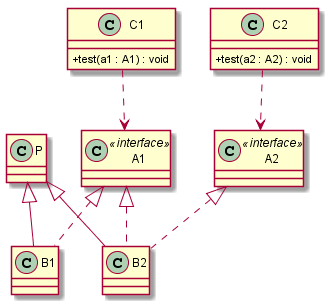 C C1
+test(a1 : A1) : void
C C2
+test(a2 : A2) : void
C P
C «interface»
A1
C «interface»
A2
C B1
C B2